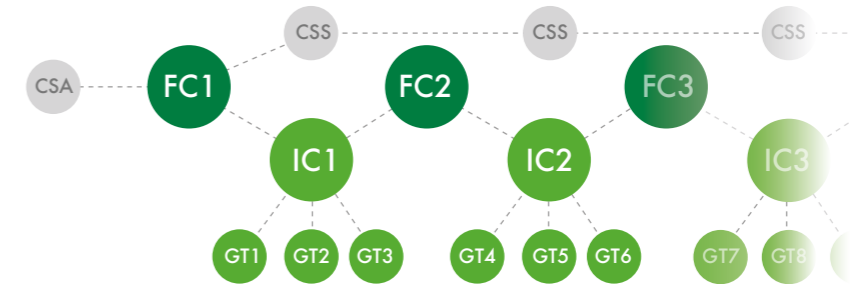 CSS CSS CSS
CSA FC1 FC2 FC3
IC1 IC2 IC3
GT1 GT2 GT3 GT4 GT5 GT6 GT7 GT8